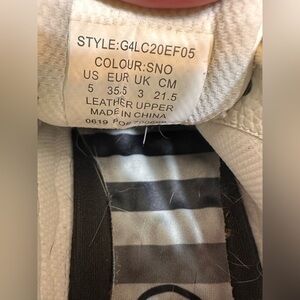 STYLE:G4LC20EF05
COLOUR:SNO
US EUR UK CM
5 35.5 3 21.5
LEATHER UPPER
MADE IN CHINA
0619